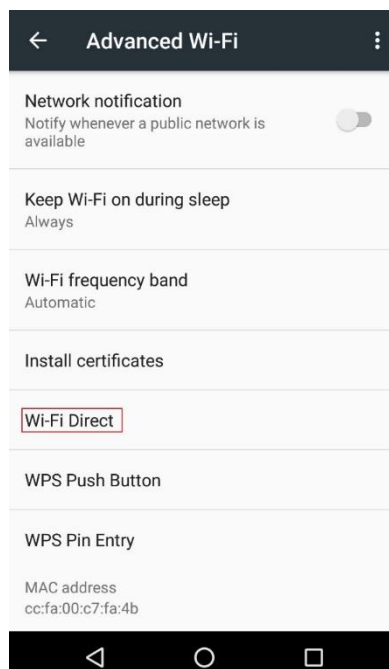 Advanced Wi-Fi
Network notification
Notify whenever a public network is
available
Keep Wi-Fi on during sleep
Always
Wi-Fi frequency band
Automatic
Install certificates
Wi-Fi Direct
WPS Push Button
WPS Pin Entry
MAC address
cc:fa:00:c7:fa:4b